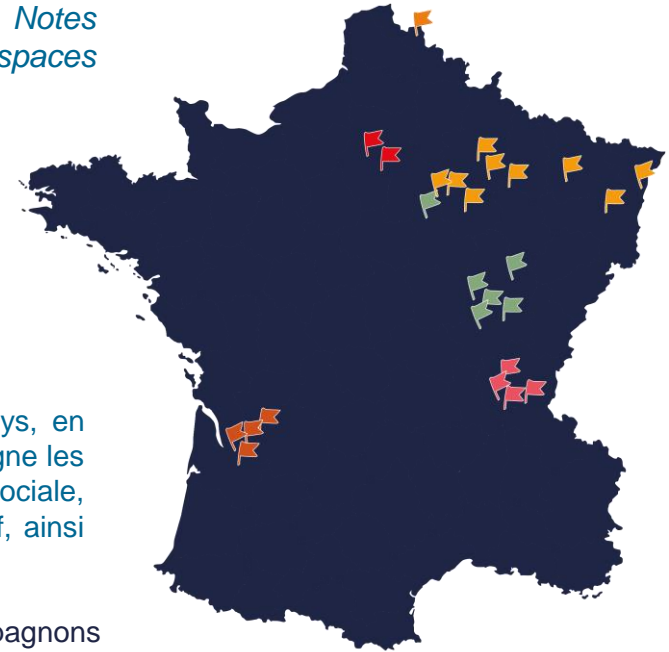 Notes
spaces
ys, en
gne les
ociale,
f, ainsi
pagnons